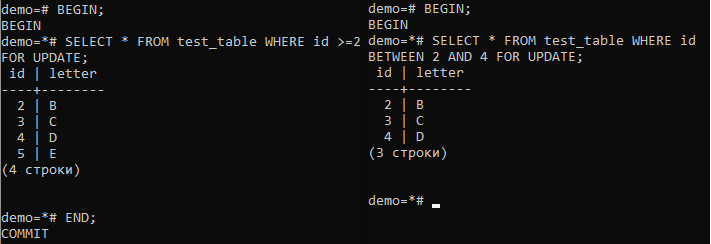 demo=# BEGIN;
BEGIN
demo=*# SELECT * FROM test_table WHERE id >=2
FOR UPDATE;
 id | letter
----+--------
  2 | B
  3 | C
  4 | D
  5 | E
(4 строки)
demo=*# END;
COMMIT
demo=# BEGIN;
BEGIN
demo=*# SELECT * FROM test_table WHERE id
BETWEEN 2 AND 4 FOR UPDATE;
 id | letter
----+--------
  2 | B
  3 | C
  4 | D
(3 строки)
demo=*#